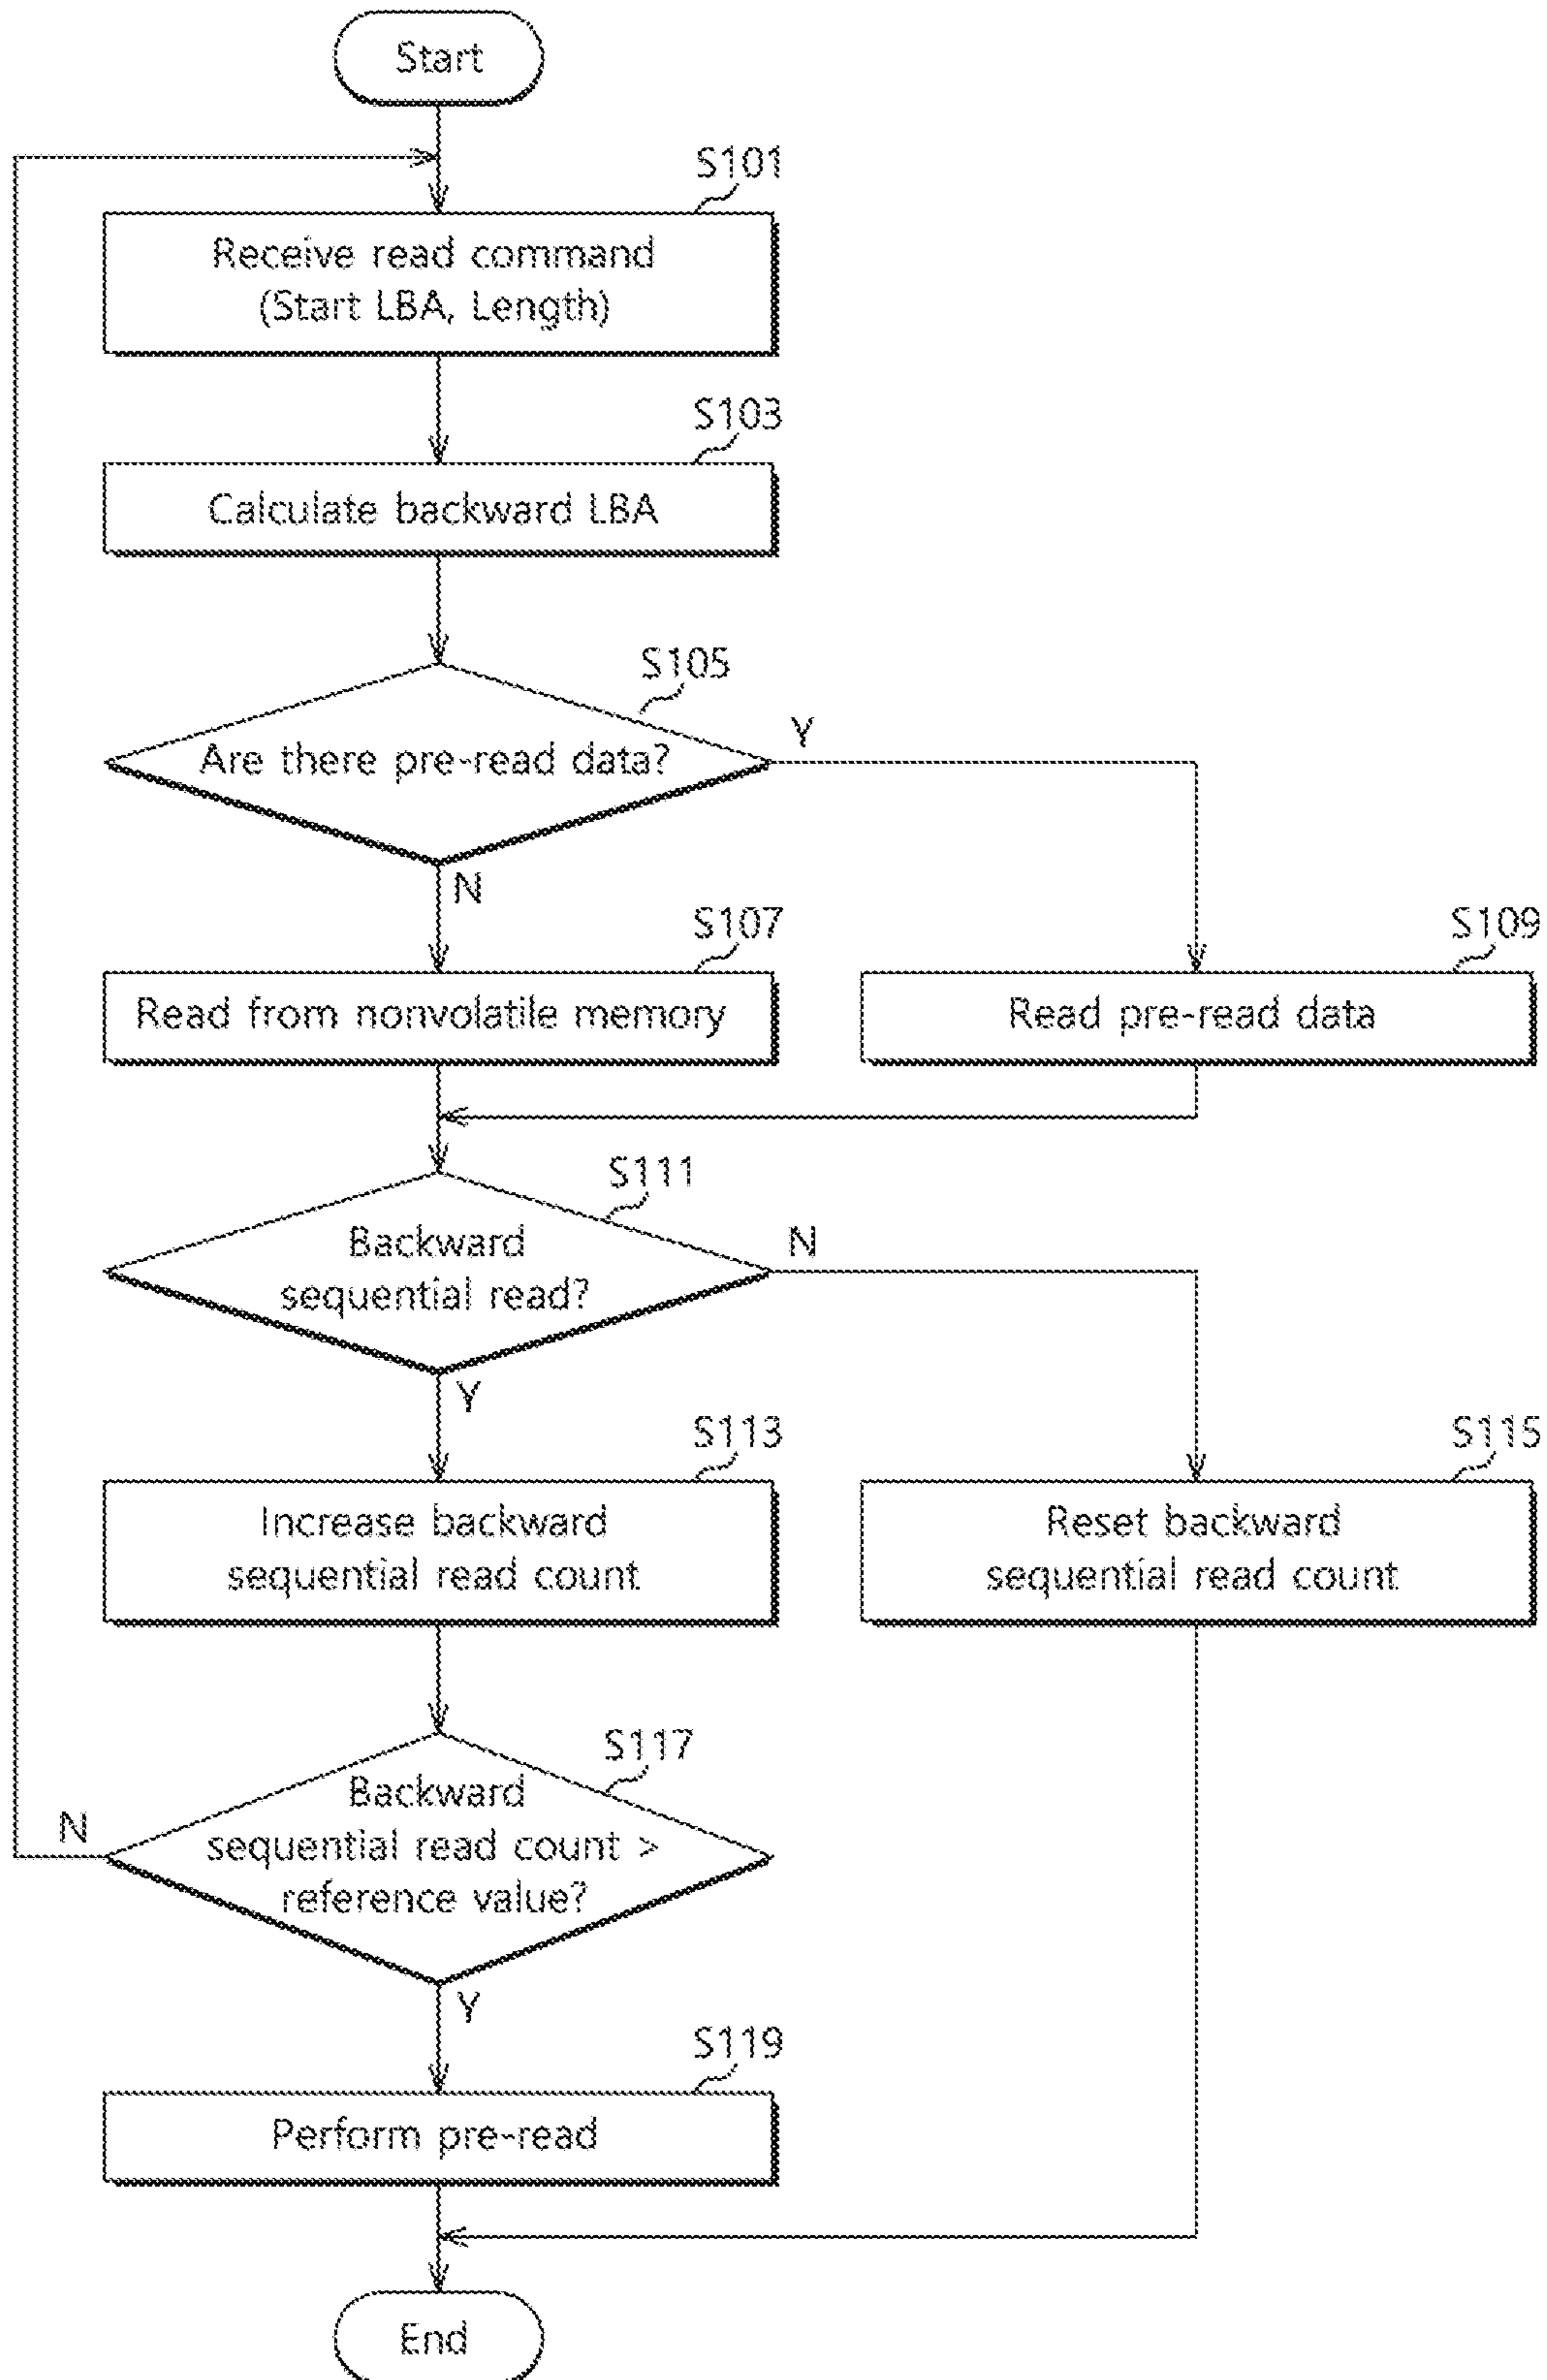 Start
S101
Receive read command
(Start LBA, Length)
S103
Calculate backward LBA
S105
Are there pre-read data?
Y
N
S107
Read from nonvolatile memory
S109
Read pre-read data
S111
Backward
sequential read?
N
Y
S113
Increase backward
sequential read count
S115
Reset backward
sequential read count
S117
Backward
sequential read count >
reference value?
N
Y
S119
Perform pre-read
End